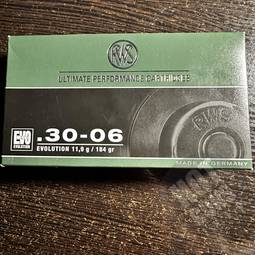 RWS
ULTIMATE PERFORMANCE CARTRIDGES
RWS
EVO
EVOLUTION
.30-06
EVOLUTION 11,9 g / 184 gr
MADE IN GERMANY